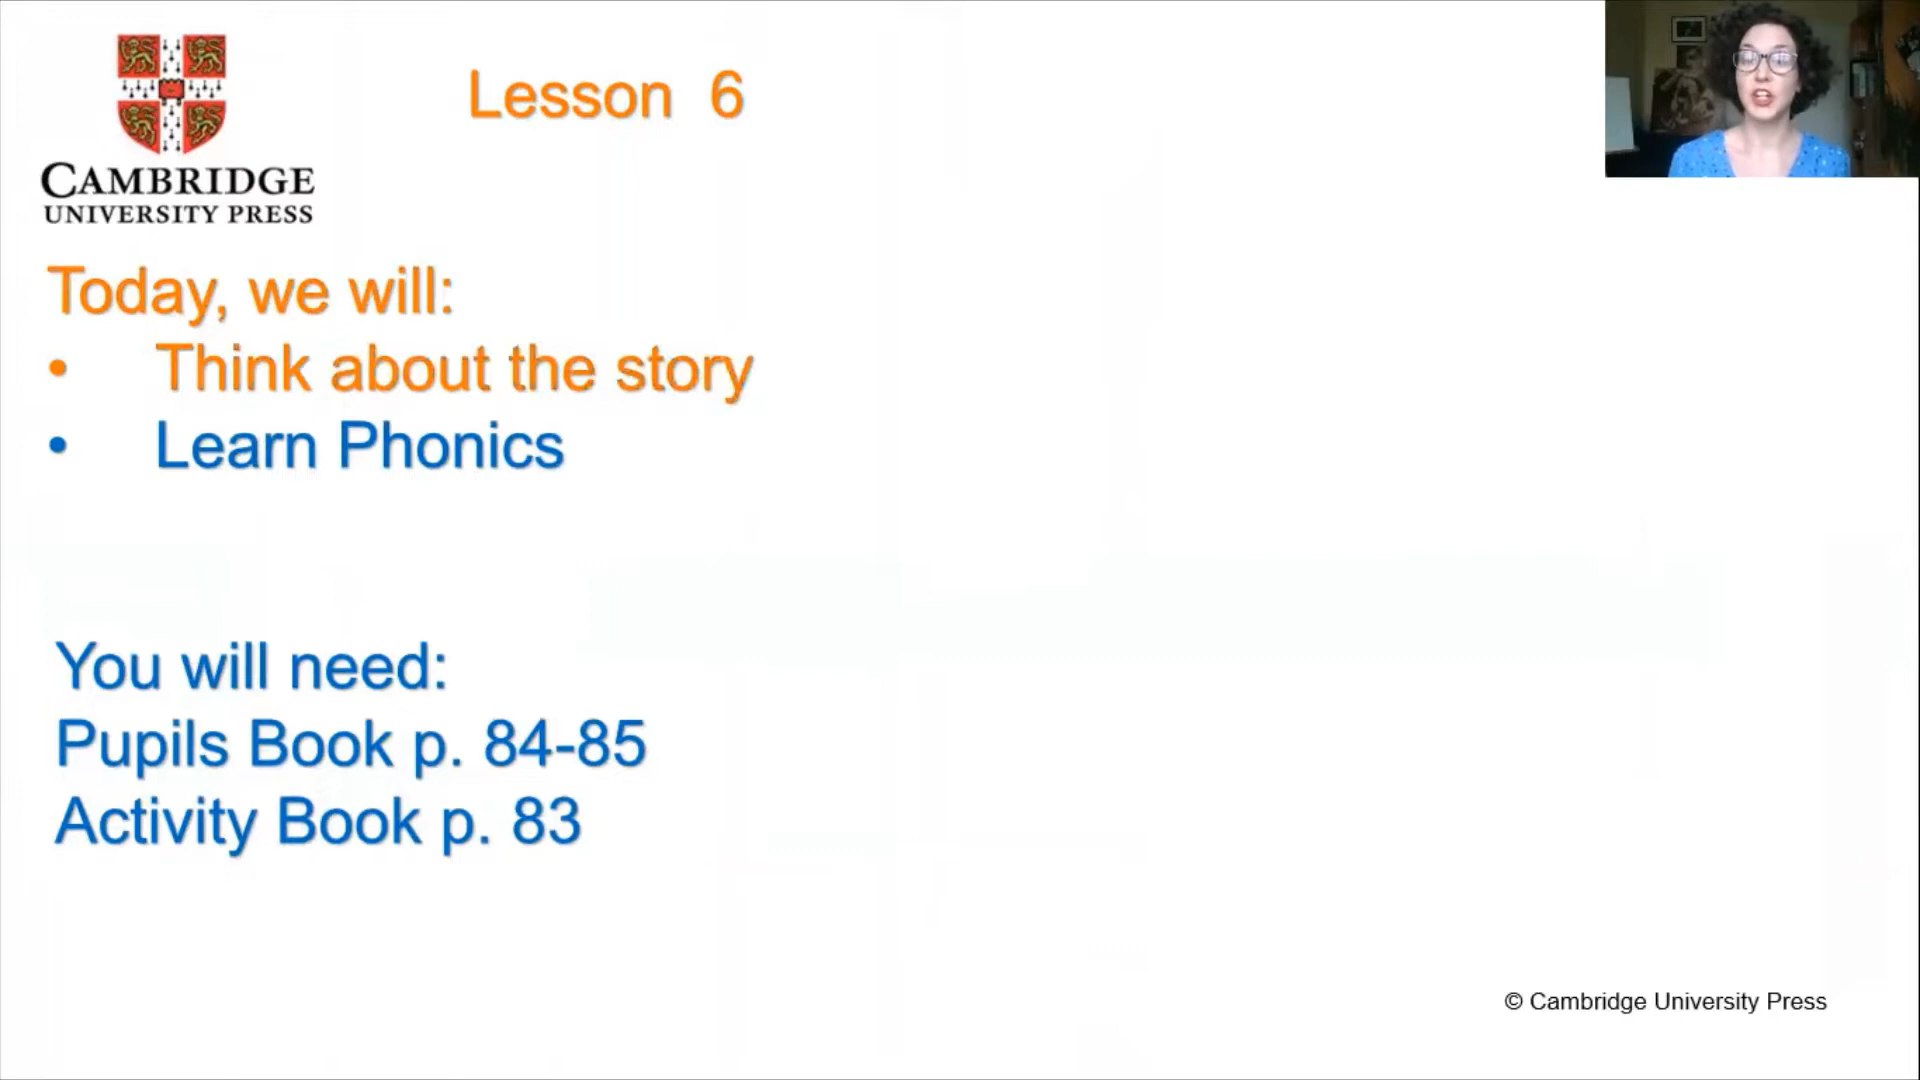 CAMBRIDGE
UNIVERSITY PRESS
Lesson 6
Today, we will:
• Think about the story
• Learn Phonics
You will need:
Pupils Book p. 84-85
Activity Book p. 83
© Cambridge University Press